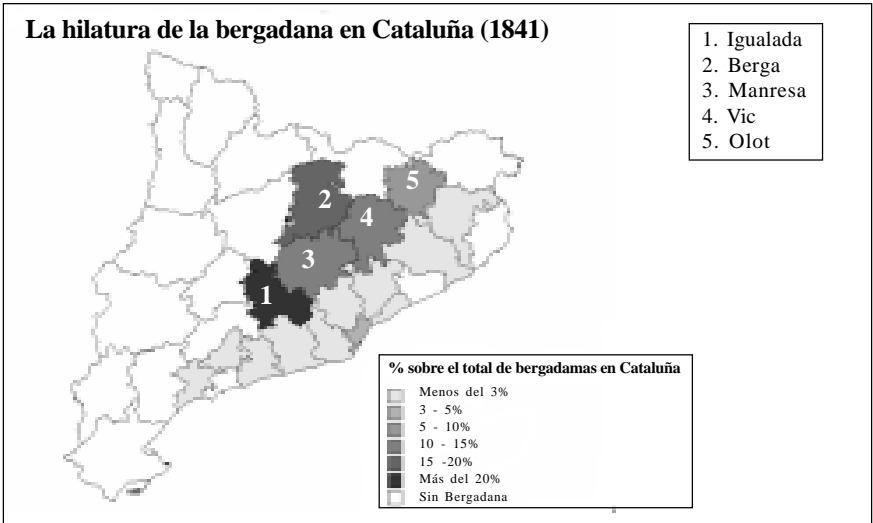 La hilatura de la bergadana en Cataluña (1841)
1. Igualada
2. Berga
3. Manresa
4. Vic
5. Olot
5
2
4
3
1
% sobre el total de bergadamas en Cataluña
Menos del 3%
3 - 5%
5 - 10%
10 - 15%
15 -20%
Más del 20%
Sin Bergadana